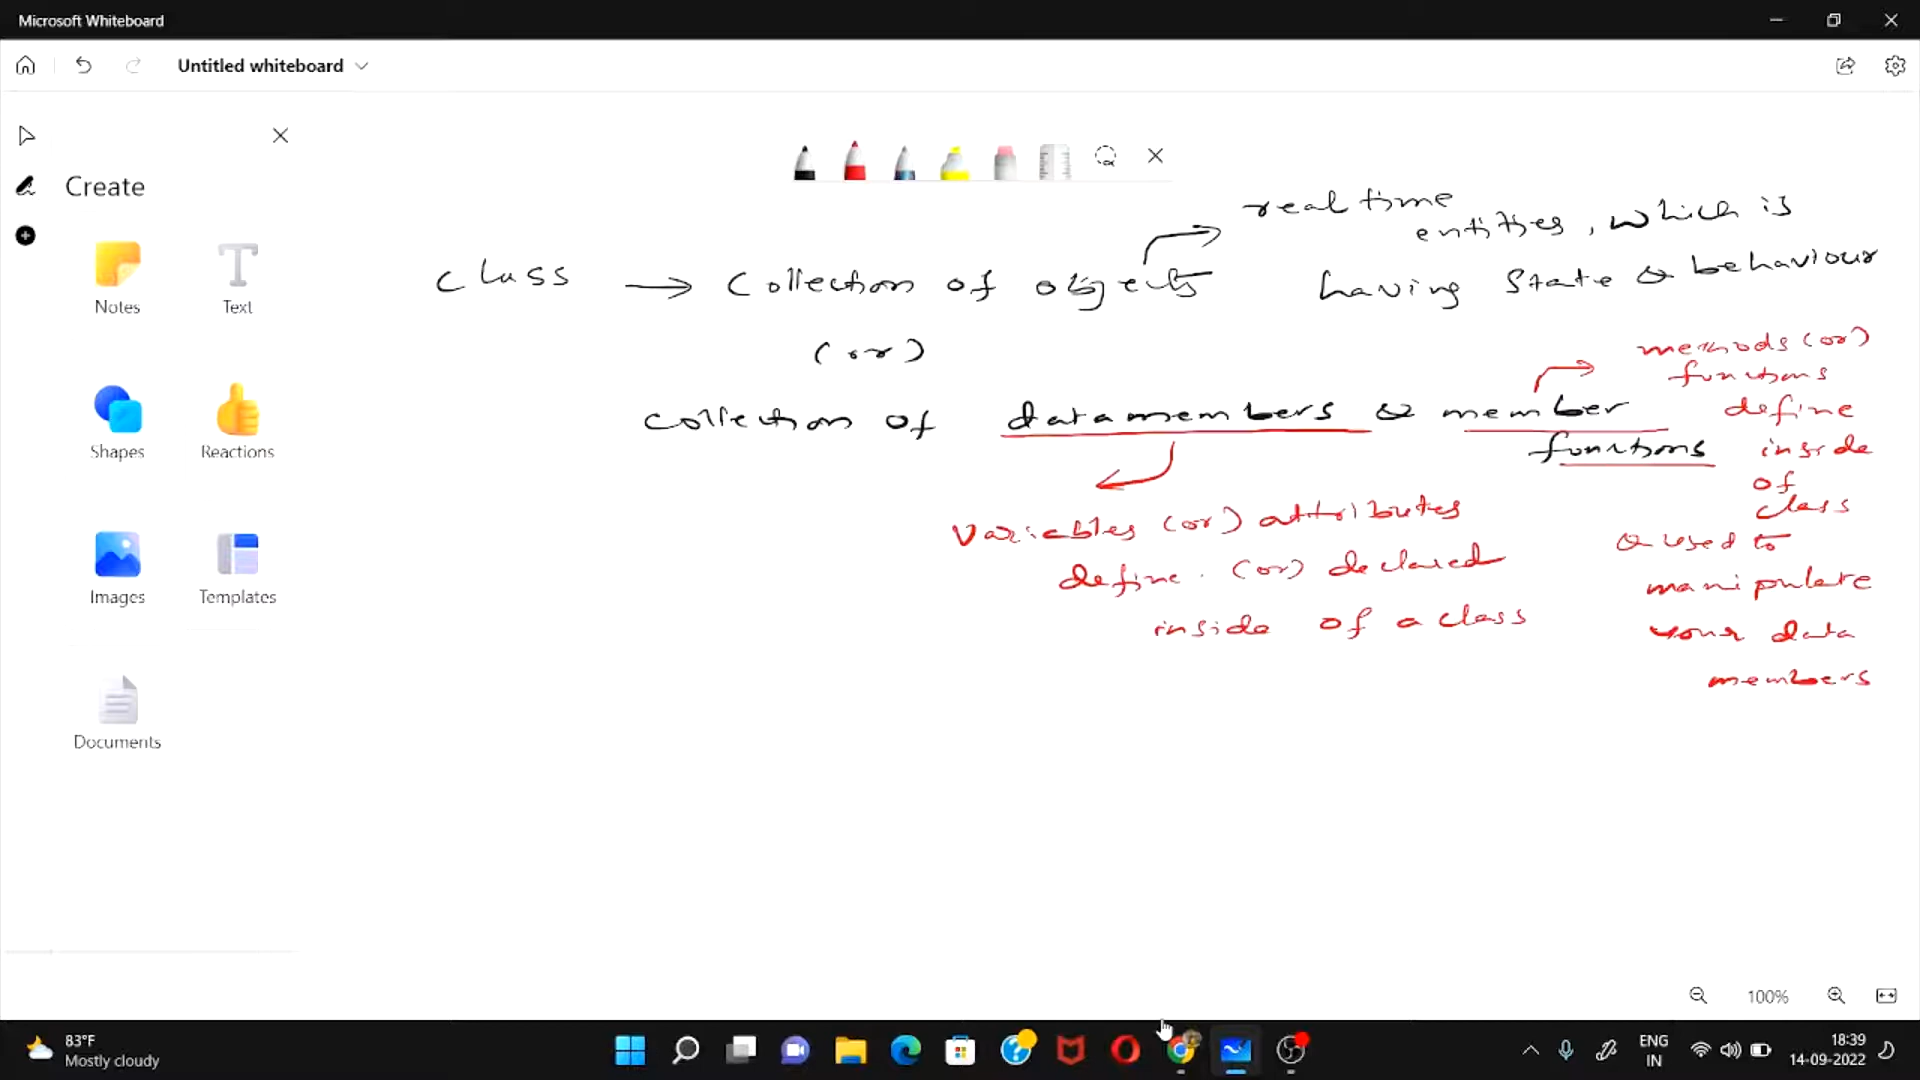 Microsoft Whiteboard
Untitled whiteboard
Create
Notes
Text
Shapes
Reactions
Images
Templates
Documents
real time
entities, which is
class → Collection of objects
having State & behaviour
(or)
methods (or)
functions
collection of datamembers & member
define
functions
inside
of
class
variables (or) attributes
& used to
define. (or) declared
manipulate
inside of a class
your data
members
100%
83°F
Mostly cloudy
ENG
IN
18:39
14-09-2022